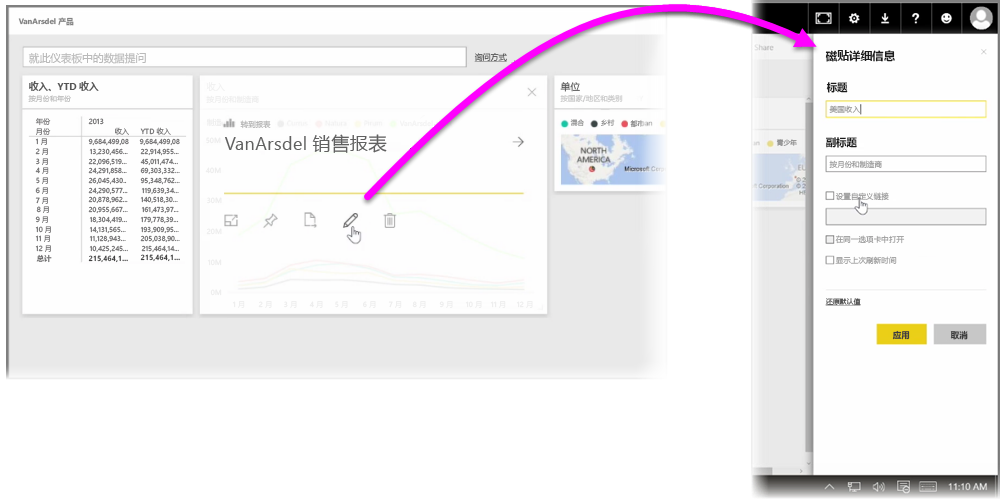 VanArsdel 产品
就此仪表板中的数据提问
询问方式
收入、YTD 收入
按月份和年份
年份 2013
月份 收入 YTD 收入
1 月 9,684,499,08 9,684,499,08
2 月 13,230,456... 22,914,955...
3 月 22,096,519... 45,011,474...
4 月 24,291,858... 69,303,332...
5 月 26,045,430.. 95,348,762...
6 月 24,290,577... 119,639,34...
7 月 20,878,962... 140,518,30...
8 月 20,955,667... 161,473,97...
9 月 18,304,419... 179,778,39...
10 月 14,131,565... 193,909,95...
11 月 11,128,943... 205,038,90...
12 月 10,425,245... 215,464,14...
总计 215,464,1... 215,464,1...
收入
按月份和制造商
转到报表
VanArsdel 销售报表
50M
40M
30M
20M
10M
0M
1 月 2 月 3 月 4 月 5 月 6 月 7 月 8 月 9 月 10 月 11 月 12 月
单位
按国家/地区和类别
混合 乡村 都市an
NORTH
AMERICA
Microsoft Corpo
Share
青少年
t Corporation
磁贴详细信息
标题
美国收入
副标题
按月份和制造商
设置自定义链接
在同一选项卡中打开
显示上次刷新时间
还原默认值
应用
取消
11:10 AM